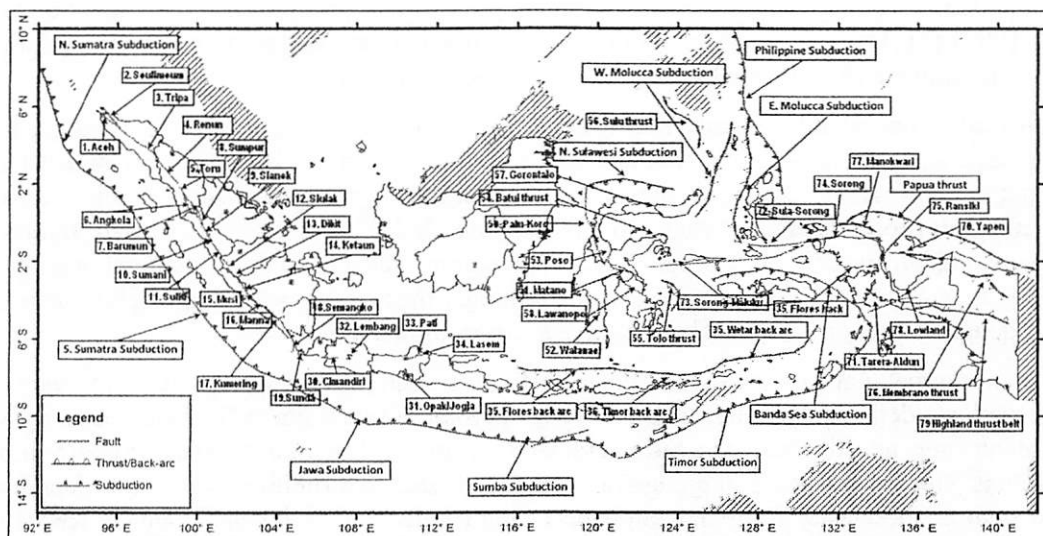 10° N
6° N
2° N
2° S
6° S
10° S
14° S
N. Sumatra Subduction
2. Seulimeum
3. Tripa
4. Renun
8. Sumpur
5. Toru
9. Sianok
1. Aceh
12. Siulak
13. Dikit
14. Ketaun
6. Angkola
7. Barumun
10. Sumani
11. Suliti
15. Musi
16. Manna
18. Semangko
32. Lembang
33. Pati
34. Lasem
S. Sumatra Subduction
17. Kumering
19. Sunda
30. Cimandiri
31. Opak/Jogja
35. Flores back arc
36. Timor back arc
Jawa Subduction
Sumba Subduction
Timor Subduction
Banda Sea Subduction
Philippine Subduction
W. Molucca Subduction
E. Molucca Subduction
56. Sulu thrust
N. Sulawesi Subduction
57. Gorontalo
54. Batui thrust
50. Palu-Koro
53. Poso
51. Matano
58. Lawanopo
52. Walanae
55. Tolo thrust
72. Sula-Sorong
73. Sorong-Maluku
35. Flores back
35. Wetar back arc
74. Sorong
77. Manokwari
Papua thrust
75. Ransiki
70. Yapen
78. Lowland
71. Tarera-Aiduna
76. Membrano thrust
79 Highland thrust belt
Legend
Fault
Thrust/Back-arc
Subduction
92° E 96° E 100° E 104° E 108° E 112° E 116° E 120° E 124° E 128° E 132° E 136° E 140° E